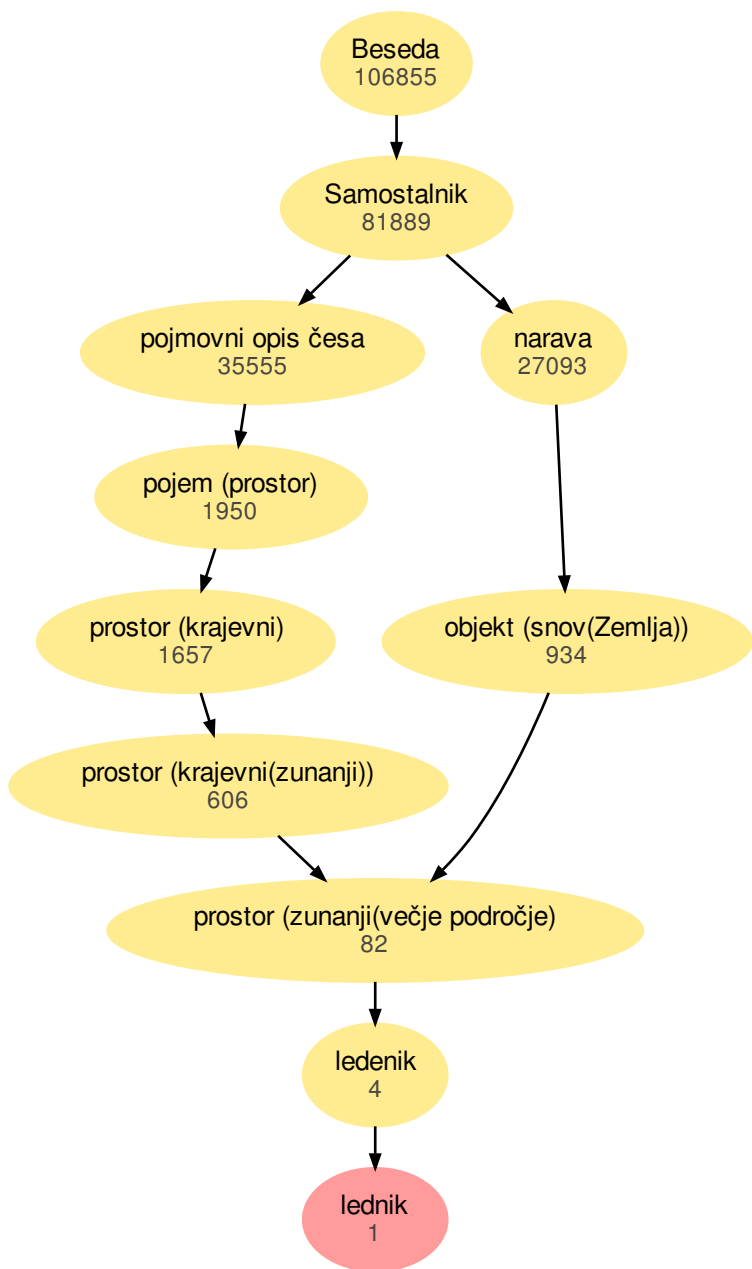 Beseda
106855
Samostalnik
81889
pojmovni opis česa
35555
narava
27093
pojem (prostor)
1950
prostor (krajevni)
1657
objekt (snov(Zemlja))
934
prostor (krajevni(zunanji))
606
prostor (zunanji(večje področje)
82
ledenik
4
lednik
1